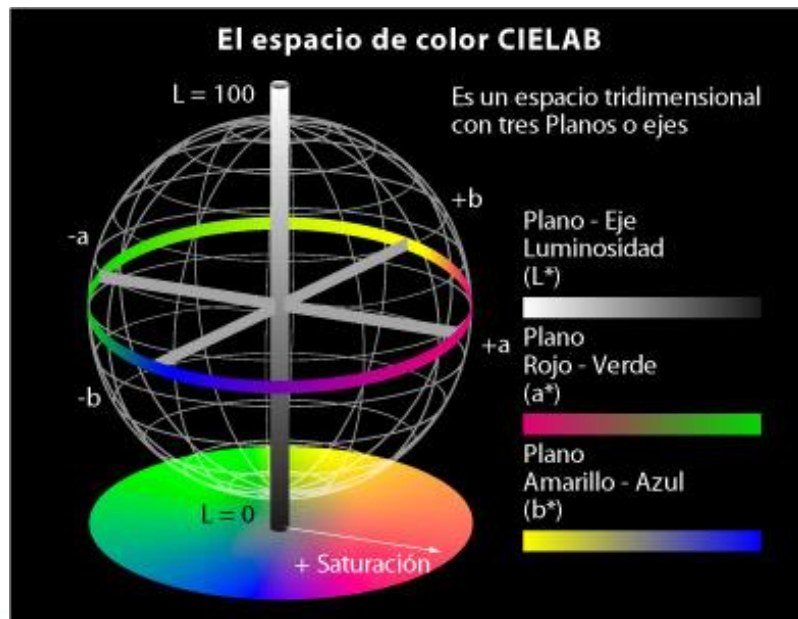 El espacio de color CIELAB
L = 100
Es un espacio tridimensional
con tres Planos o ejes
+b
-a
Plano - Eje
Luminosidad
(L*)
Plano
Rojo - Verde
(a*)
+a
-b
Plano
Amarillo - Azul
(b*)
L = 0
+ Saturación